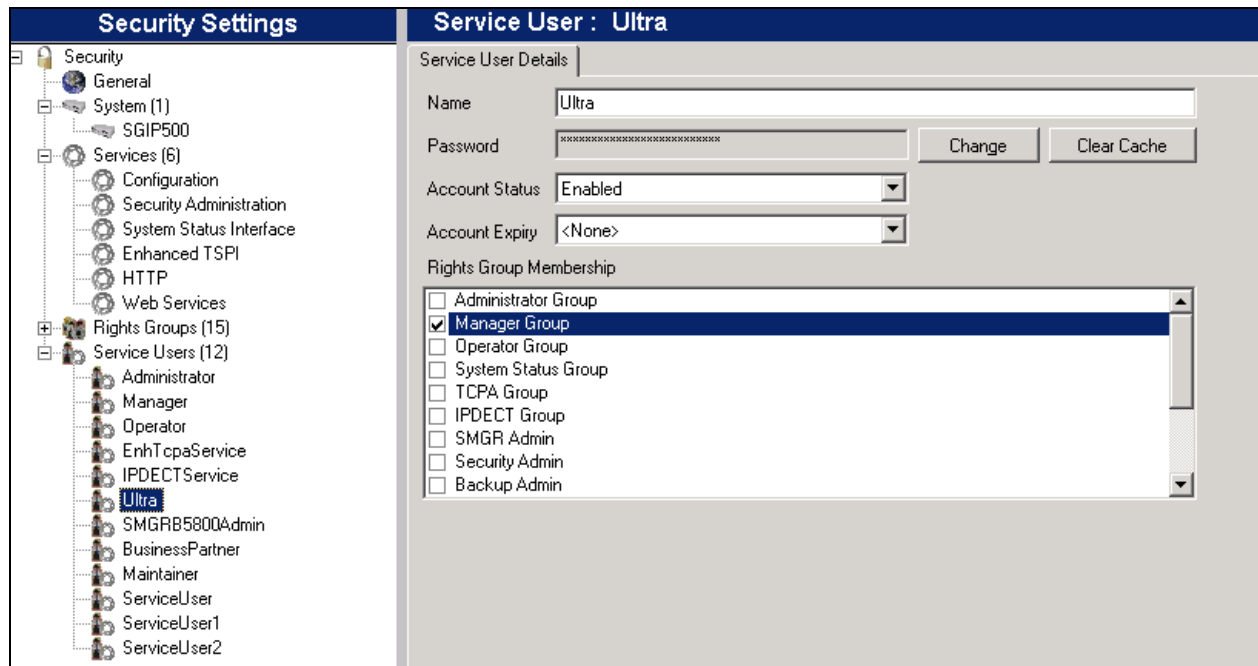 Security Settings
Security
General
System (1)
SGIP500
Services (6)
Configuration
Security Administration
System Status Interface
Enhanced TSPI
HTTP
Web Services
Rights Groups (15)
Service Users (12)
Administrator
Manager
Operator
EnhTcpaService
IPDECTService
Ultra
SMGRB5800Admin
BusinessPartner
Maintainer
ServiceUser
ServiceUser1
ServiceUser2
Service User : Ultra
Service User Details
Name Ultra
Password ************************** Change Clear Cache
Account Status Enabled
Account Expiry <None>
Rights Group Membership
Administrator Group
Manager Group
Operator Group
System Status Group
TCPA Group
IPDECT Group
SMGR Admin
Security Admin
Backup Admin